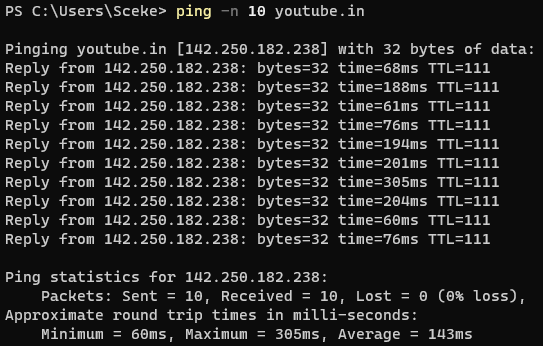 PS C:\Users\Sceke> ping -n 10 youtube.in
Pinging youtube.in [142.250.182.238] with 32 bytes of data:
Reply from 142.250.182.238: bytes=32 time=68ms TTL=111
Reply from 142.250.182.238: bytes=32 time=188ms TTL=111
Reply from 142.250.182.238: bytes=32 time=61ms TTL=111
Reply from 142.250.182.238: bytes=32 time=76ms TTL=111
Reply from 142.250.182.238: bytes=32 time=194ms TTL=111
Reply from 142.250.182.238: bytes=32 time=201ms TTL=111
Reply from 142.250.182.238: bytes=32 time=305ms TTL=111
Reply from 142.250.182.238: bytes=32 time=204ms TTL=111
Reply from 142.250.182.238: bytes=32 time=60ms TTL=111
Reply from 142.250.182.238: bytes=32 time=76ms TTL=111
Ping statistics for 142.250.182.238:
    Packets: Sent = 10, Received = 10, Lost = 0 (0% loss),
Approximate round trip times in milli-seconds:
    Minimum = 60ms, Maximum = 305ms, Average = 143ms